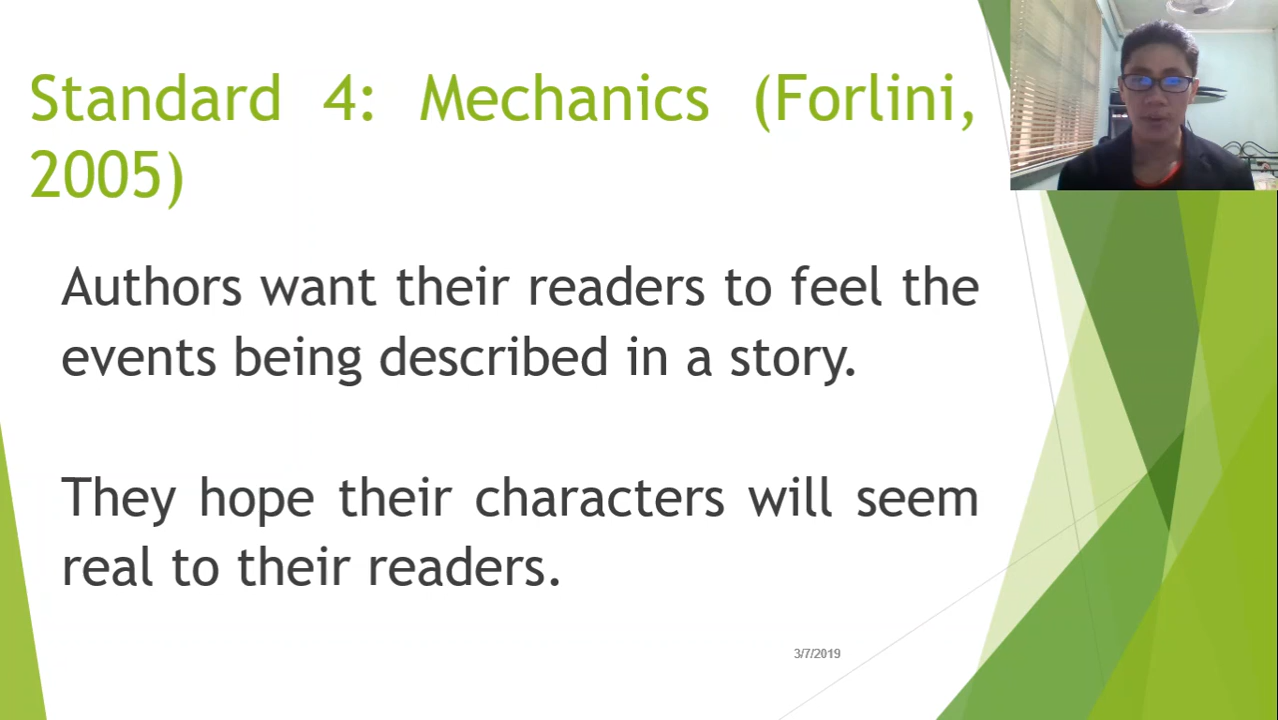 Standard 4: Mechanics (Forlini,
2005)
Authors want their readers to feel the
events being described in a story.
They hope their characters will seem
real to their readers.
3/7/2019